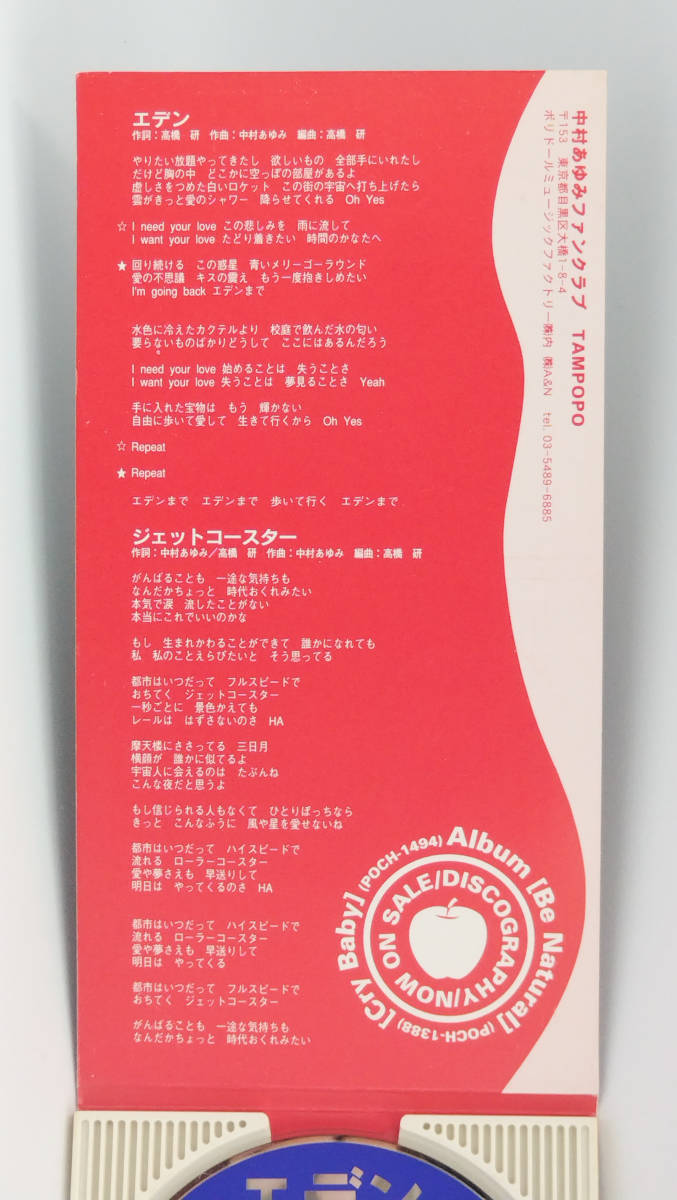 エデン
作詞：高橋　研　作曲：中村あゆみ　編曲：高橋　研
やりたい放題やってきたし　欲しいもの　全部手にいれたし
だけど胸の中　どこかに空っぽの部屋があるよ
虚しさをつめた白いロケット　この街の宇宙へ打ち上げたら
雲がきっと愛のシャワー　降らせてくれる　Oh Yes
☆ I need your love この悲しみを　雨に流して
I want your love たどり着きたい　時間のかなたへ
★ 回り続ける　この惑星　青いメリーゴーラウンド
愛の不思議　キスの震え　もう一度抱きしめたい
I'm going back エデンまで
水色に冷えたカクテルより　校庭で飲んだ水の匂い
要らないものばかりどうして　ここにはあるんだろう
I need your love 始めることは　失うことさ
I want your love 失うことは　夢見ることさ　Yeah
手に入れた宝物は　もう　輝かない
自由に歩いて愛して　生きて行くから　Oh Yes
☆ Repeat
★ Repeat
エデンまで　エデンまで　歩いて行く　エデンまで
ジェットコースター
作詞：中村あゆみ／高橋　研　作曲：中村あゆみ　編曲：高橋　研
がんばることも　一途な気持ちも
なんだかちょっと　時代おくれみたい
本気で涙　流したことがない
本当にこれでいいのかな
もし　生まれかわることができて　誰かになれても
私　私のことえらびたいと　そう思ってる
都市はいつだって　フルスピードで
おちてく　ジェットコースター
一秒ごとに　景色かえても
レールは　はずさないのさ　HA
摩天楼にささってる　三日月
横顔が　誰かに似てるよ
宇宙人に会えるのは　たぶんね
こんな夜だと思うよ
もし信じられる人もなくて　ひとりぼっちなら
きっと　こんなふうに　風や星を愛せないね
都市はいつだって　ハイスピードで
流れる　ローラーコースター
愛や夢さえも　早送りして
明日は　やってくるのさ　HA
都市はいつだって　ハイスピードで
流れる　ローラーコースター
愛や夢さえも　早送りして
明日は　やってくる
都市はいつだって　フルスピードで
おちてく　ジェットコースター
がんばることも　一途な気持ちも
なんだかちょっと　時代おくれみたい
中村あゆみファンクラブ　TAMPOPO
〒153　東京都目黒区大橋1-8-4
ポリドールミュージックファクトリー㈱内　㈱A&N　tel. 03-5489-6885
NOW ON SALE/DISCOGRAPHY/
Album [Be Natural] (POCH-1388)
[Cry Baby] (POCH-1494)
エデン